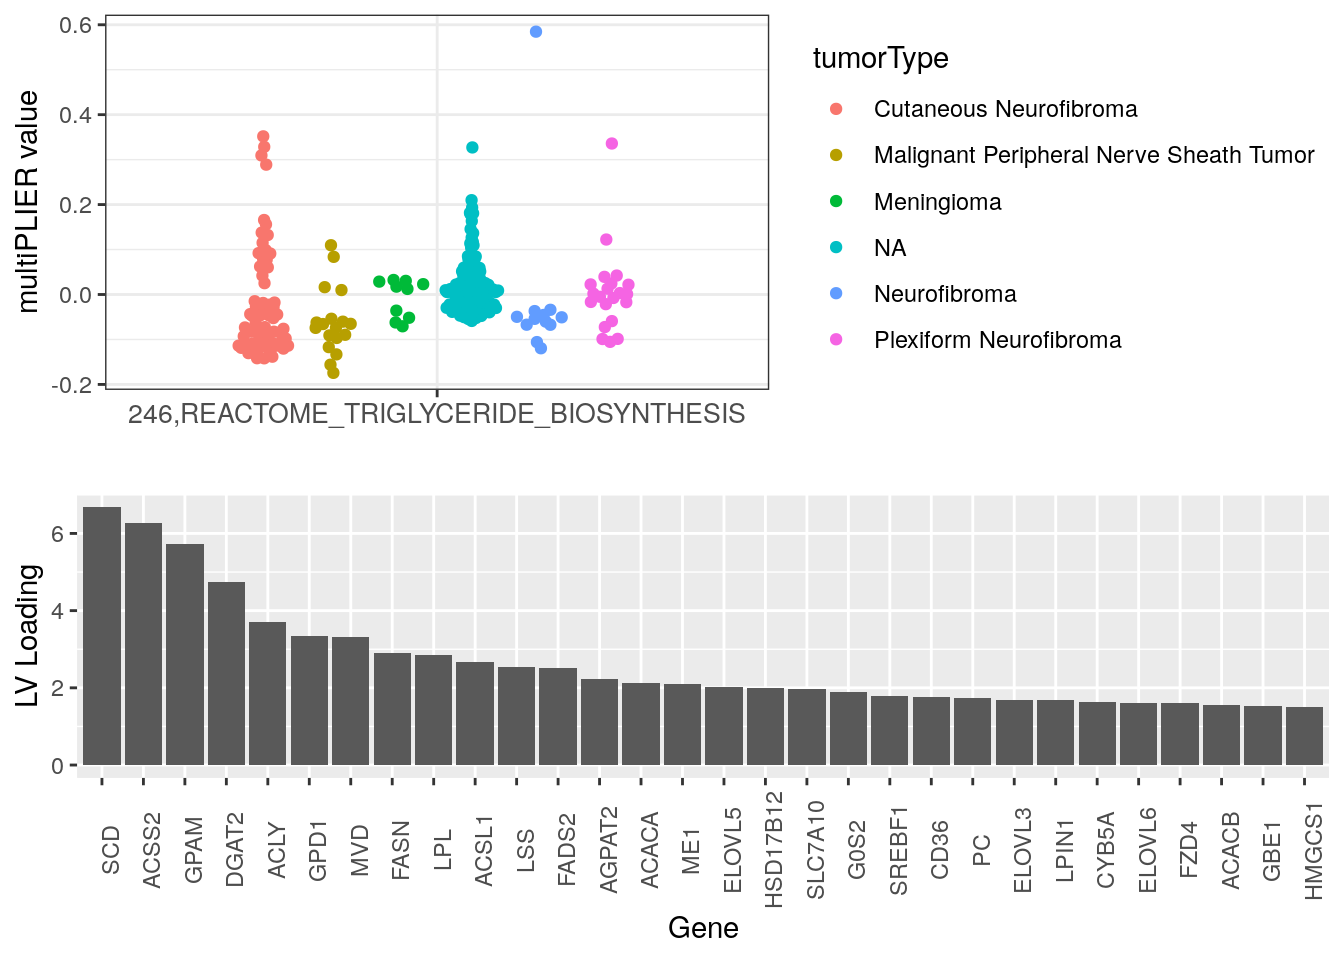 0.6
0.4
0.2
0.0
-0.2
multiPLIER value
246,REACTOME_TRIGLYCERIDE_BIOSYNTHESIS
tumorType
Cutaneous Neurofibroma
Malignant Peripheral Nerve Sheath Tumor
Meningioma
NA
Neurofibroma
Plexiform Neurofibroma
6
4
2
0
LV Loading
SCD
ACSS2
GPAM
DGAT2
ACLY
GPD1
MVD
FASN
LPL
ACSL1
LSS
FADS2
AGPAT2
ACACA
ME1
ELOVL5
HSD17B12
SLC7A10
G0S2
SREBF1
CD36
PC
ELOVL3
LPIN1
CYB5A
ELOVL6
FZD4
ACACB
GBE1
HMGCS1
Gene